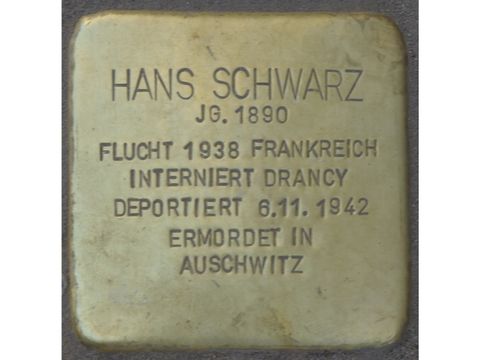 HANS SCHWARZ
JG. 1890
FLUCHT 1938 FRANKREICH
INTERNIERT DRANCY
DEPORTIERT 6.11. 1942
ERMORDET IN
AUSCHWITZ